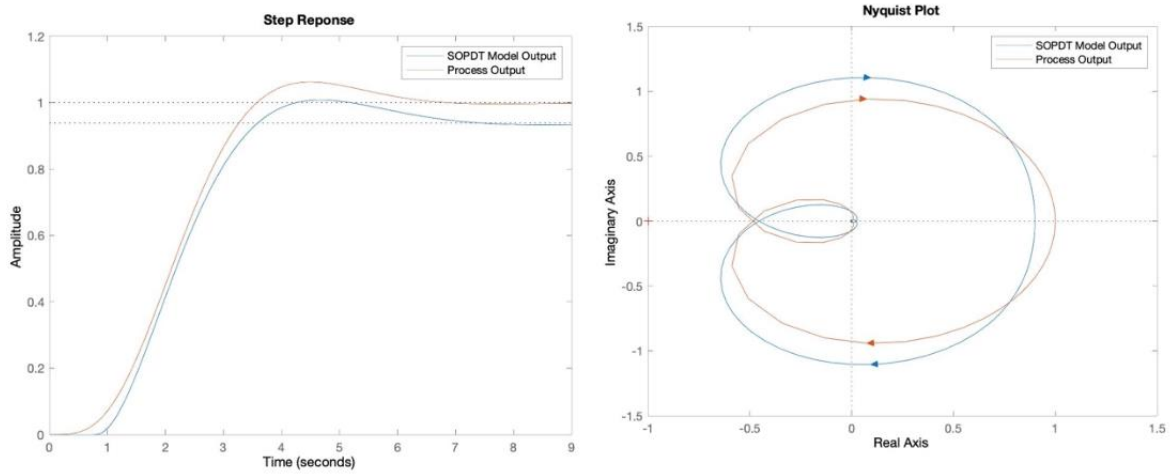 Step Reponse
SOPDT Model Output
Process Output
1.2
1
0.8
0.6
0.4
0.2
0
Amplitude
0 1 2 3 4 5 6 7 8 9
Time (seconds)
Nyquist Plot
SOPDT Model Output
Process Output
1.5
1
0.5
0
-0.5
-1
-1.5
Imaginary Axis
-1 -0.5 0 0.5 1 1.5
Real Axis